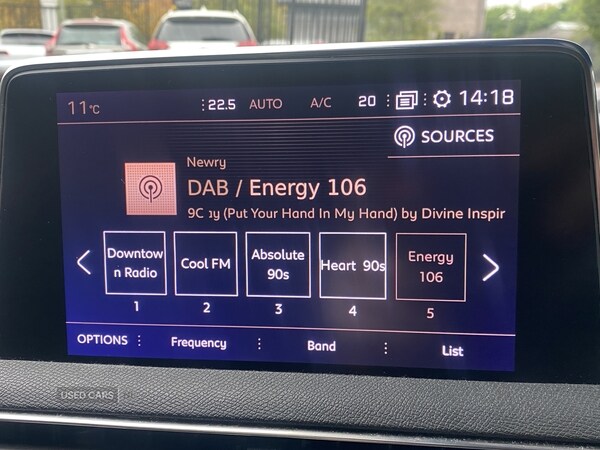 11°C 22.5 AUTO A/C 20 14:18
SOURCES
Newry
DAB / Energy 106
(Put Your Hand In My Hand) by Divine Inspir
Downtow
n Radio
Cool FM
Absolute
90s
Heart 90s
Energy
106
1 2 3 4 5
OPTIONS Frequency Band List
USED CARS